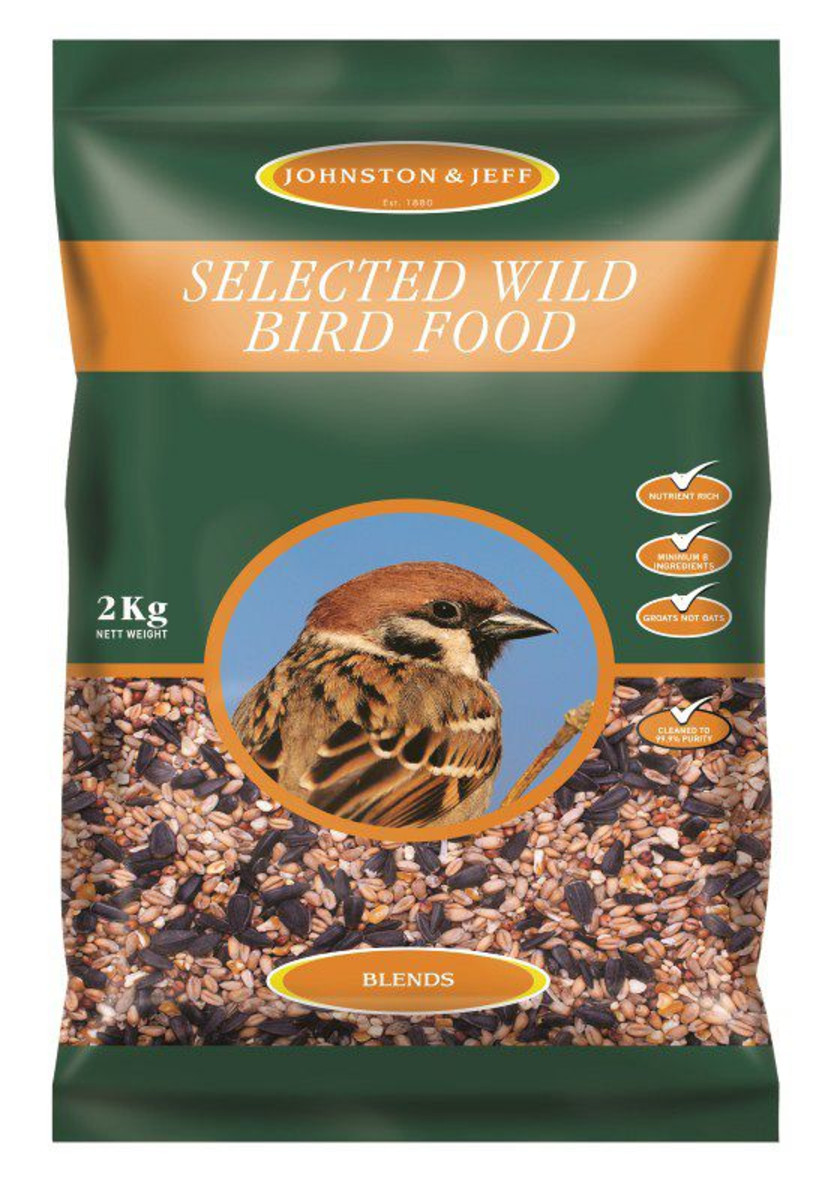 JOHNSTON & JEFF
Est. 1880
SELECTED WILD
BIRD FOOD
NUTRIENT RICH
MINIMUM 8
INGREDIENTS
GROATS NOT OATS
2Kg
NETT WEIGHT
CLEANED TO
99.9% PURITY
BLENDS